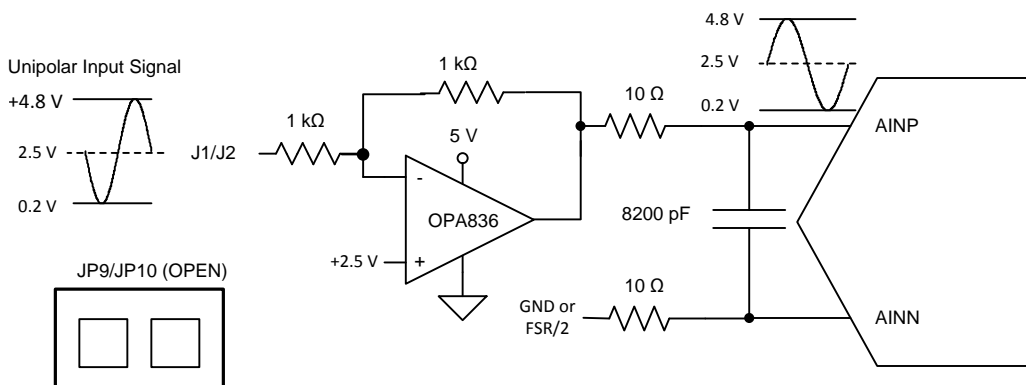 Unipolar Input Signal
+4.8 V
2.5 V
0.2 V
J1/J2
1 kΩ
1 kΩ
5 V
-
OPA836
+2.5 V
+
10 Ω
4.8 V
2.5 V
0.2 V
AINP
8200 pF
10 Ω
GND or
FSR/2
AINN
JP9/JP10 (OPEN)